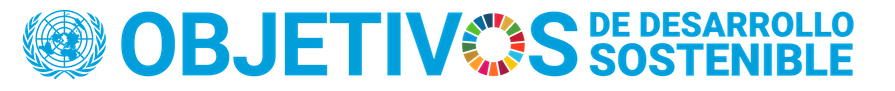 OBJETIVOS
DE DESARROLLO
SOSTENIBLE